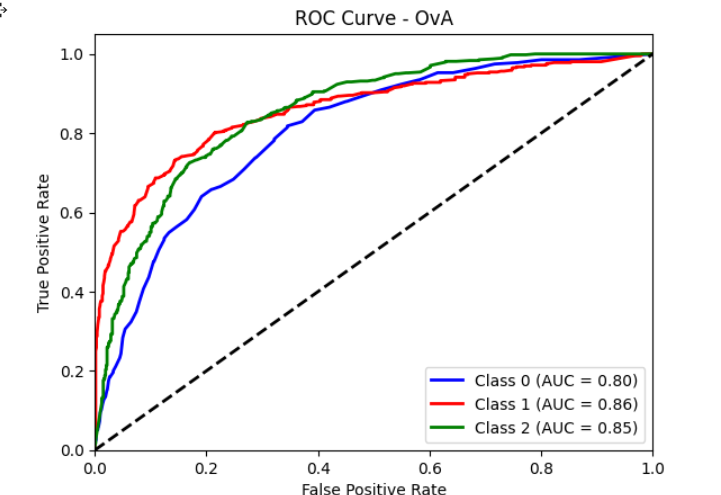 ROC Curve - OvA
1.0
0.8
0.6
0.4
0.2
0.0
True Positive Rate
Class 0 (AUC = 0.80)
Class 1 (AUC = 0.86)
Class 2 (AUC = 0.85)
0.0 0.2 0.4 0.6 0.8 1.0
False Positive Rate